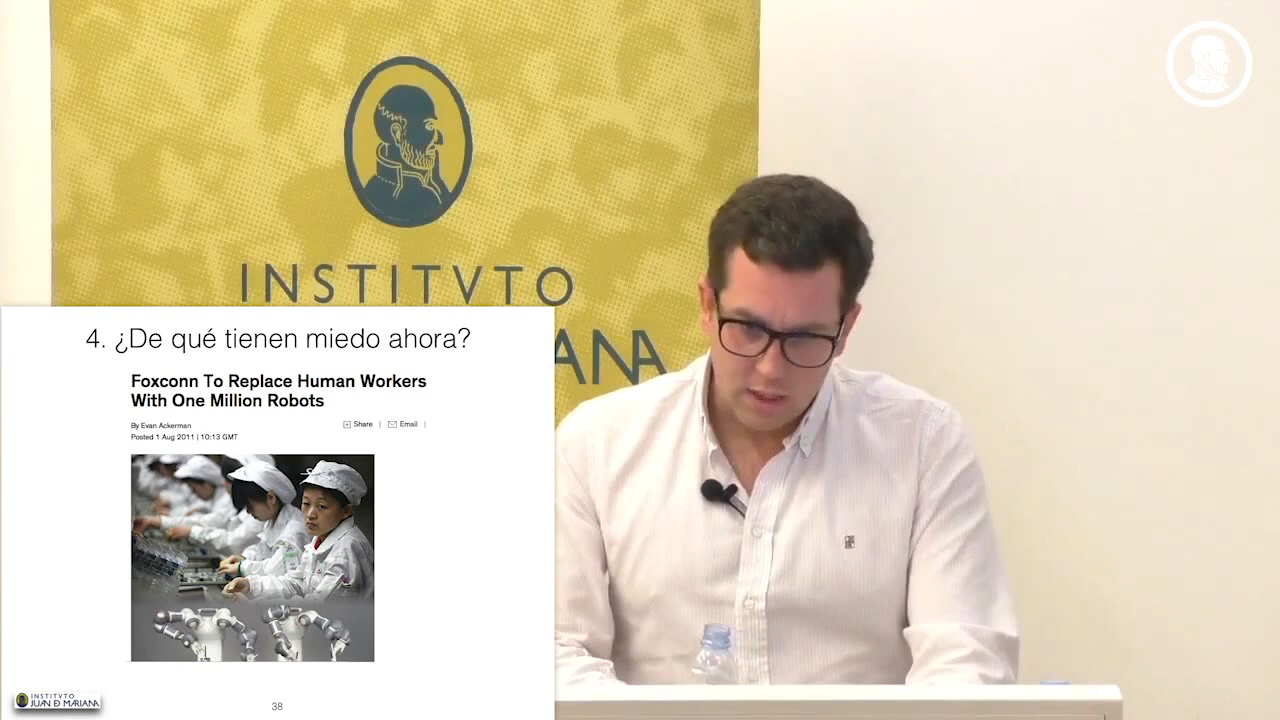 INSTITVTO
ANA
4. ¿De qué tienen miedo ahora?
Foxconn To Replace Human Workers
With One Million Robots
By Evan Ackerman
Share | Email |
Posted 1 Aug 2011 | 10:13 GMT
INSTITVTO
JUAN DE MARIANA
38